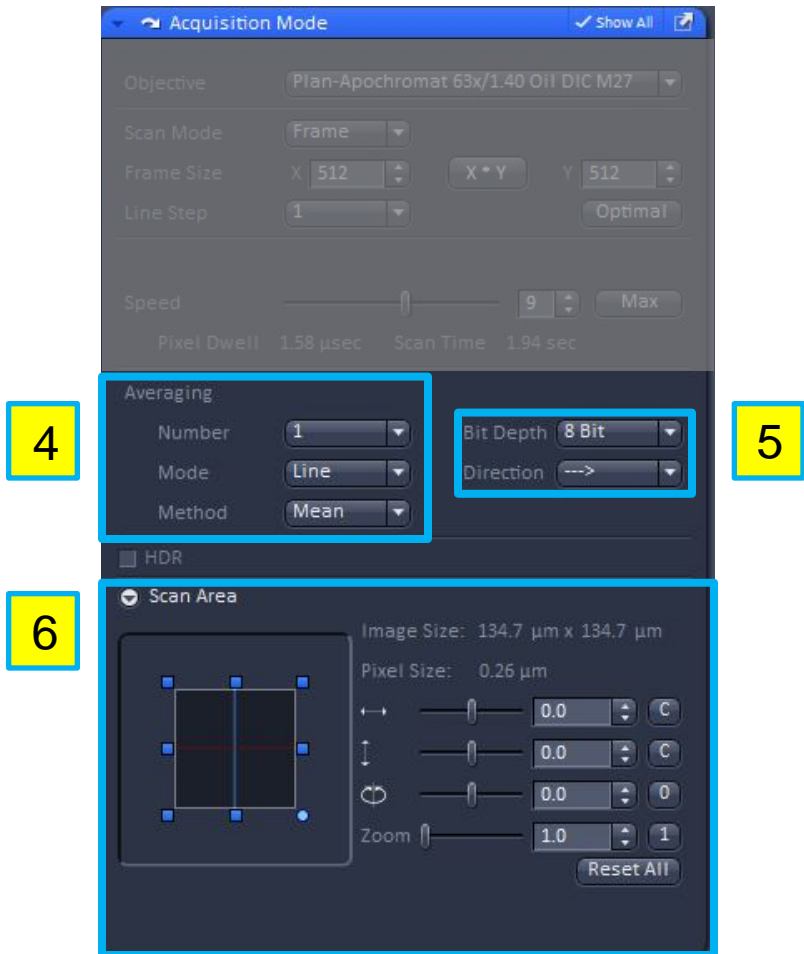 Acquisition Mode Show All
Objective Plan-Apochromat 63x/1.40 Oil DIC M27
Scan Mode Frame
Frame Size X 512 X * Y Y 512
Line Step 1 Optimal
Speed 9 Max
Pixel Dwell 1.58 µsec Scan Time 1.94 sec
Averaging
4 Number 1 Bit Depth 8 Bit 5
Mode Line Direction --->
Method Mean
HDR
Scan Area
6 Image Size: 134.7 µm x 134.7 µm
Pixel Size: 0.26 µm
0.0 C
0.0 C
0.0 0
Zoom 1.0 1
Reset All